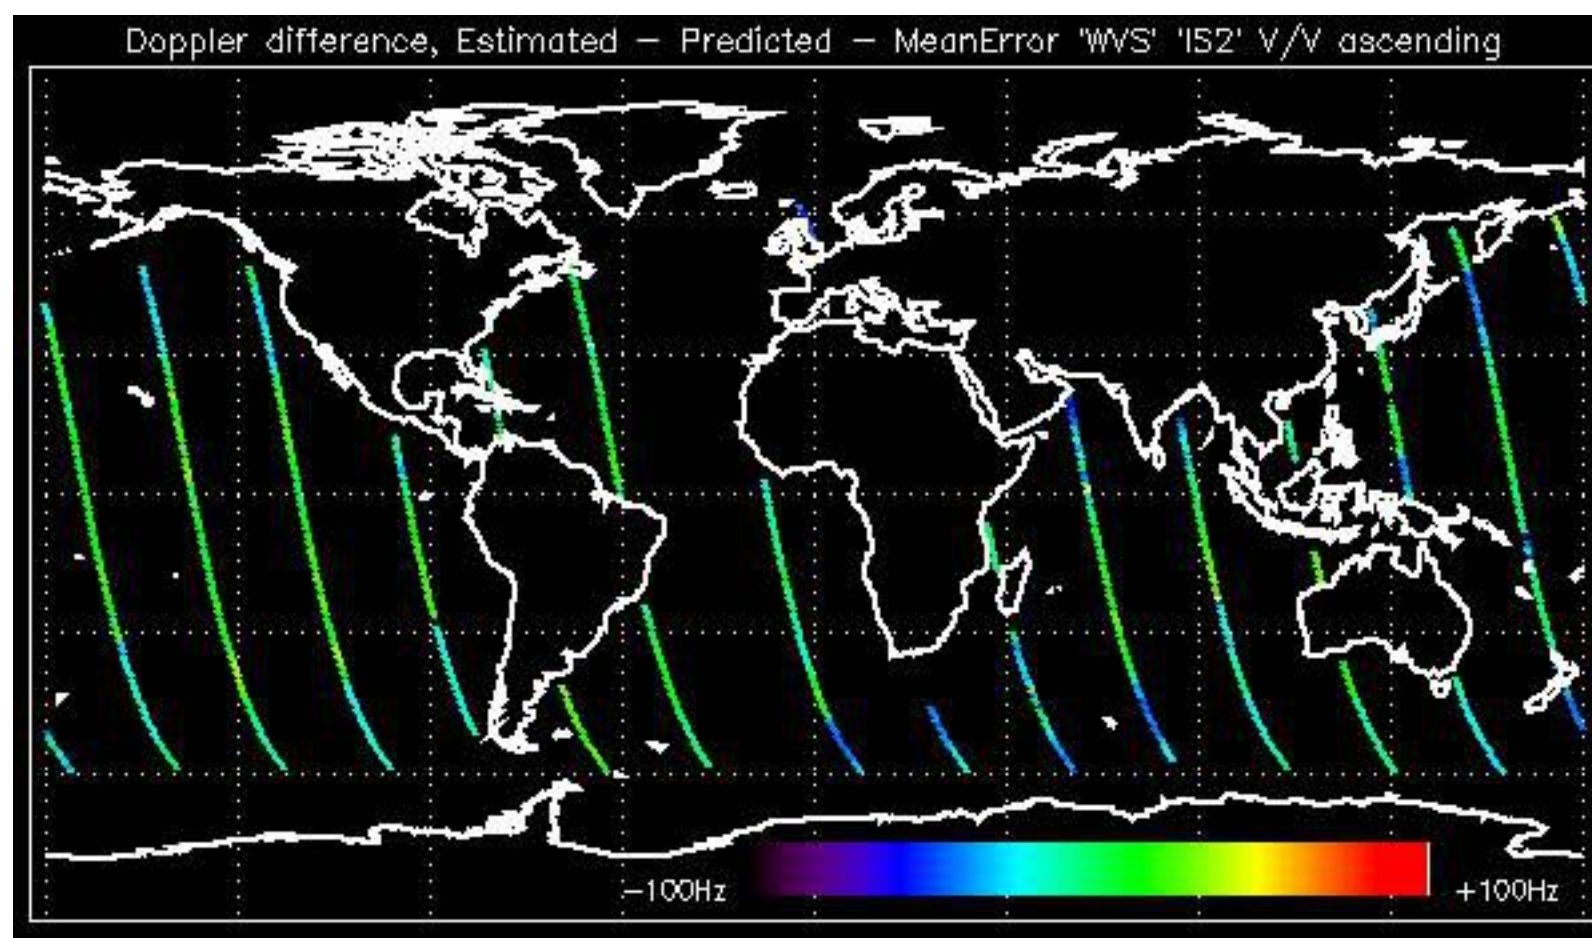 Doppler difference, Estimated – Predicted – MeanError 'WVS' 'IS2' V/V ascending
–100Hz +100Hz